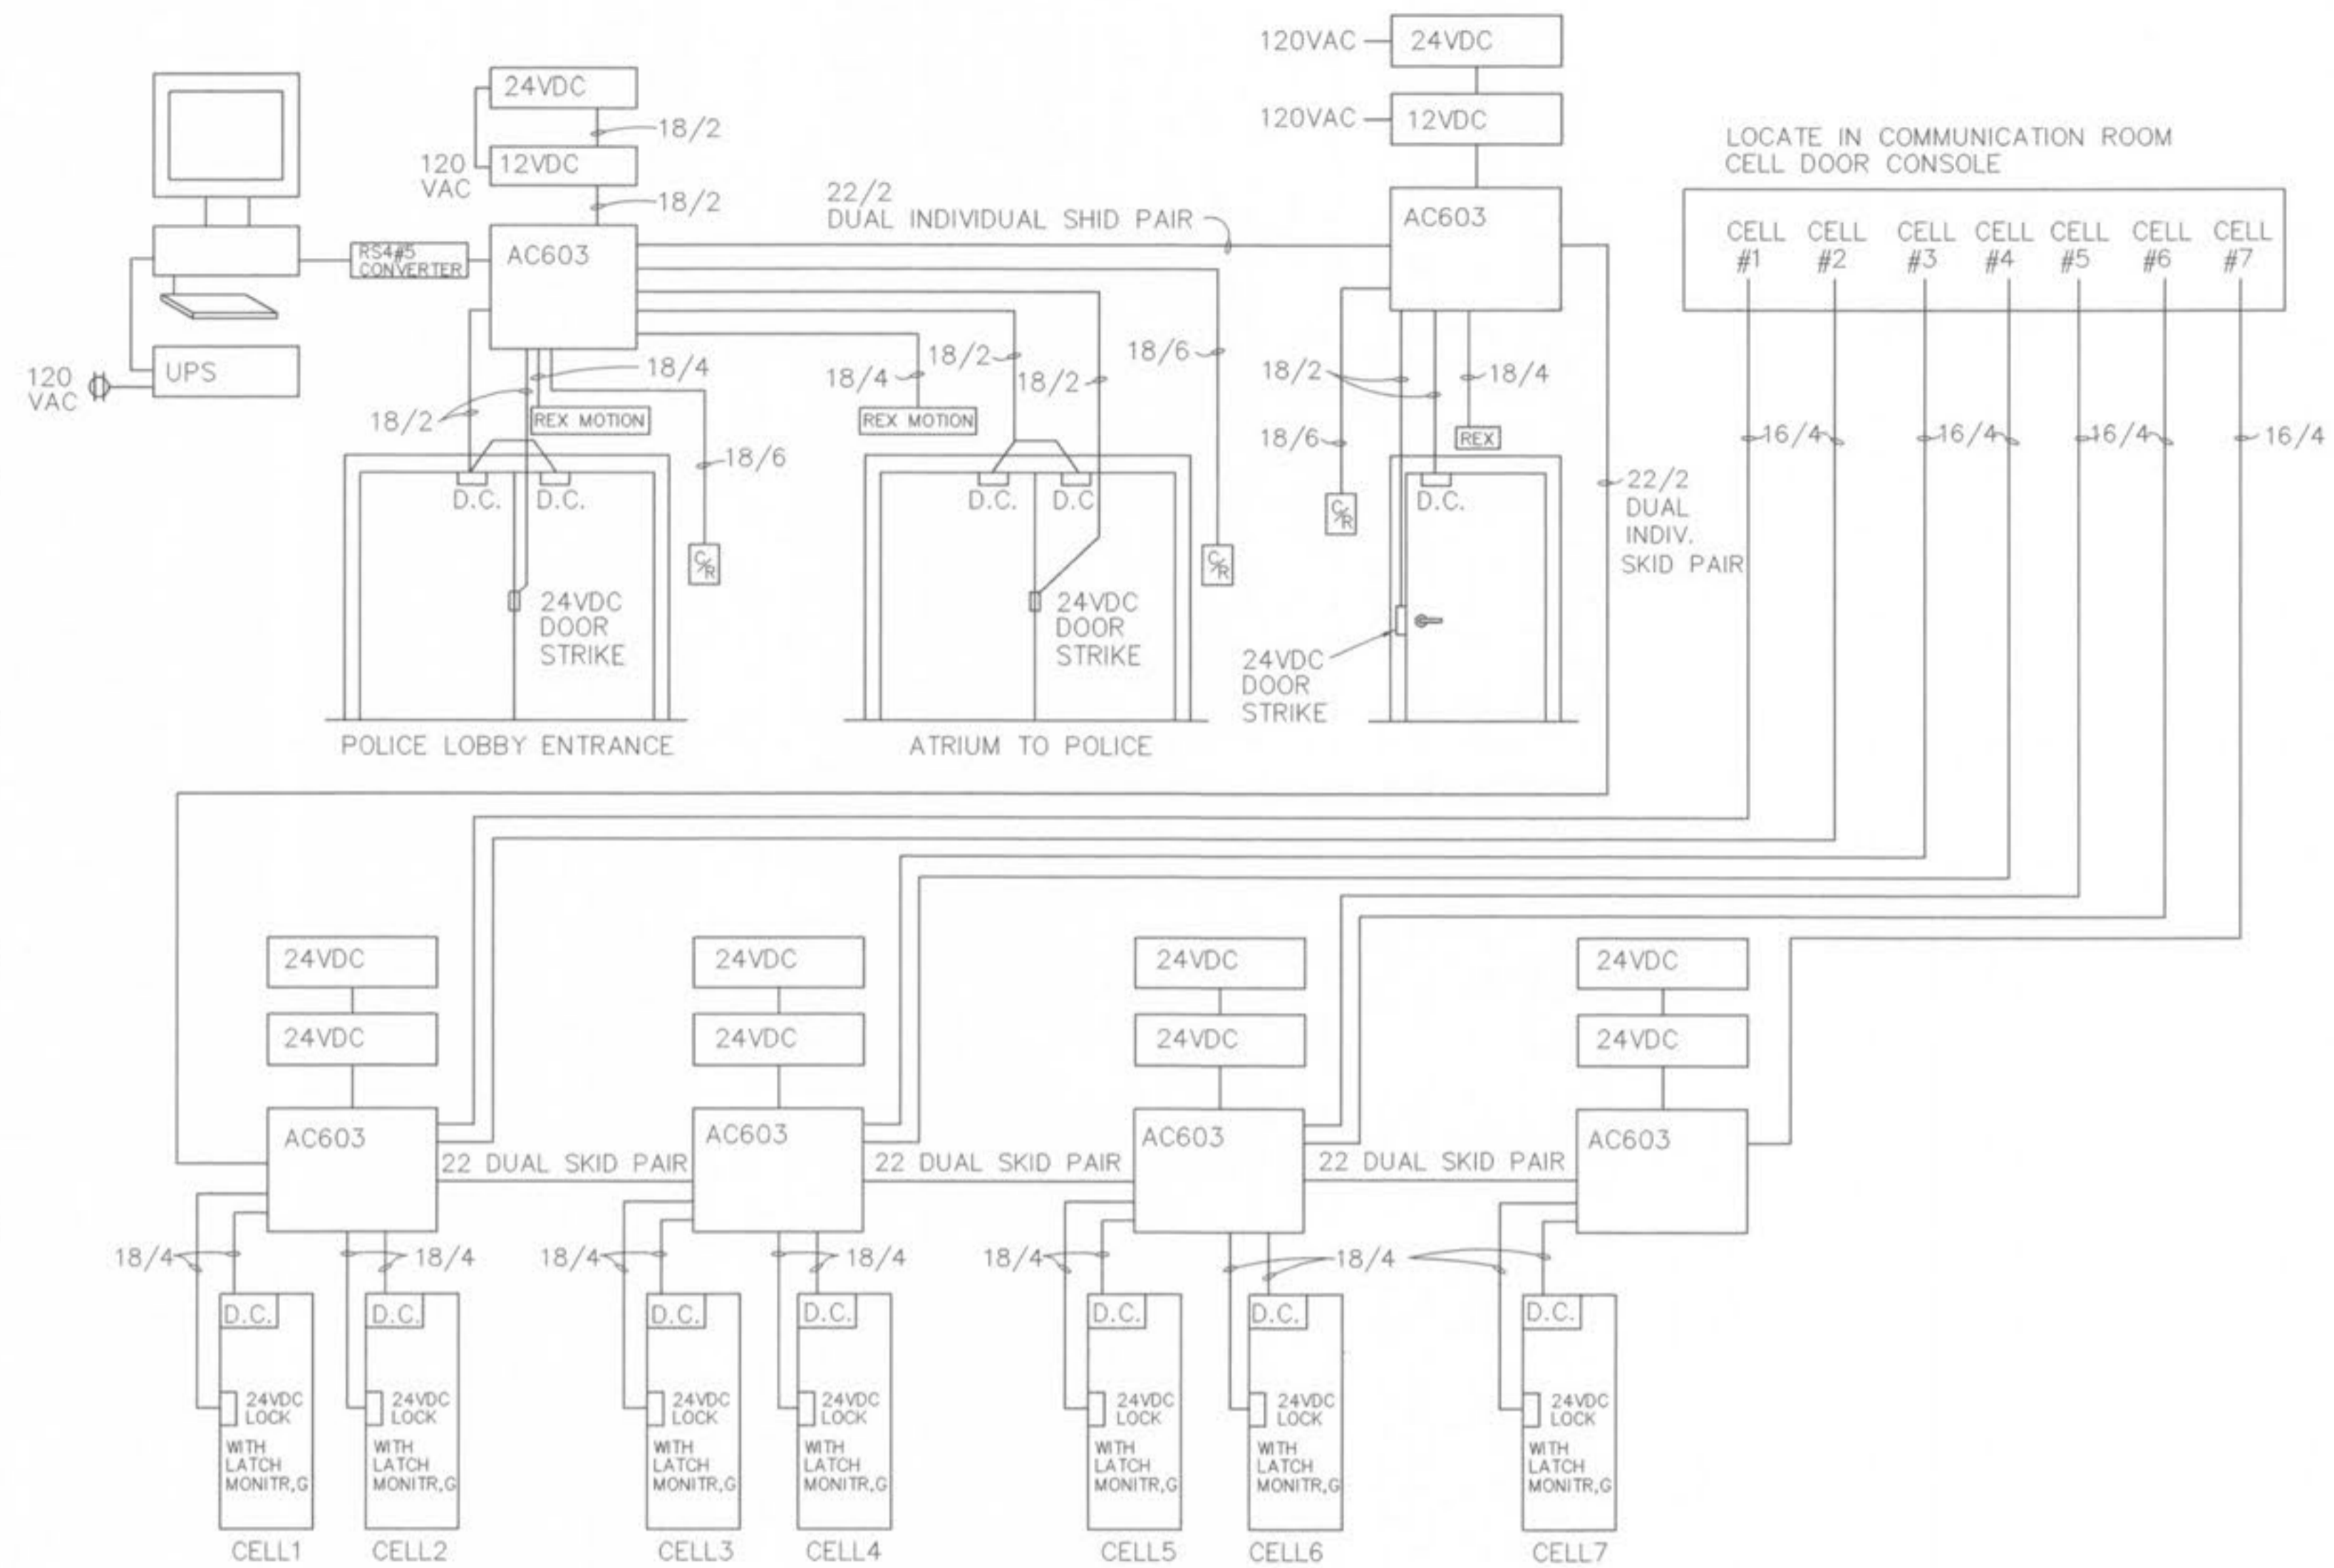 120VAC
24VDC
120VAC
12VDC
24VDC
18/2
120
VAC
12VDC
18/2
22/2
DUAL INDIVIDUAL SHID PAIR
LOCATE IN COMMUNICATION ROOM
CELL DOOR CONSOLE
CELL CELL CELL CELL CELL CELL CELL
#1 #2 #3 #4 #5 #6 #7
RS4#5
CONVERTER
AC603
AC603
UPS
120
VAC
18/4
18/2
REX MOTION
18/6
18/4
18/2
18/2
18/6
REX MOTION
18/2
18/4
18/6
REX
16/4
16/4
16/4
16/4
D.C. D.C.
C/R
24VDC
DOOR
STRIKE
POLICE LOBBY ENTRANCE
D.C. D.C
C/R
24VDC
DOOR
STRIKE
ATRIUM TO POLICE
C/R
D.C.
24VDC
DOOR
STRIKE
22/2
DUAL
INDIV.
SKID PAIR
24VDC
24VDC
24VDC
24VDC
24VDC
24VDC
24VDC
24VDC
AC603
22 DUAL SKID PAIR
AC603
22 DUAL SKID PAIR
AC603
22 DUAL SKID PAIR
AC603
18/4
18/4
18/4
18/4
18/4
18/4
D.C.
24VDC
LOCK
WITH
LATCH
MONITR,G
CELL1
D.C.
24VDC
LOCK
WITH
LATCH
MONITR,G
CELL2
D.C.
24VDC
LOCK
WITH
LATCH
MONITR,G
CELL3
D.C.
24VDC
LOCK
WITH
LATCH
MONITR,G
CELL4
D.C.
24VDC
LOCK
WITH
LATCH
MONITR,G
CELL5
D.C.
24VDC
LOCK
WITH
LATCH
MONITR,G
CELL6
D.C.
24VDC
LOCK
WITH
LATCH
MONITR,G
CELL7